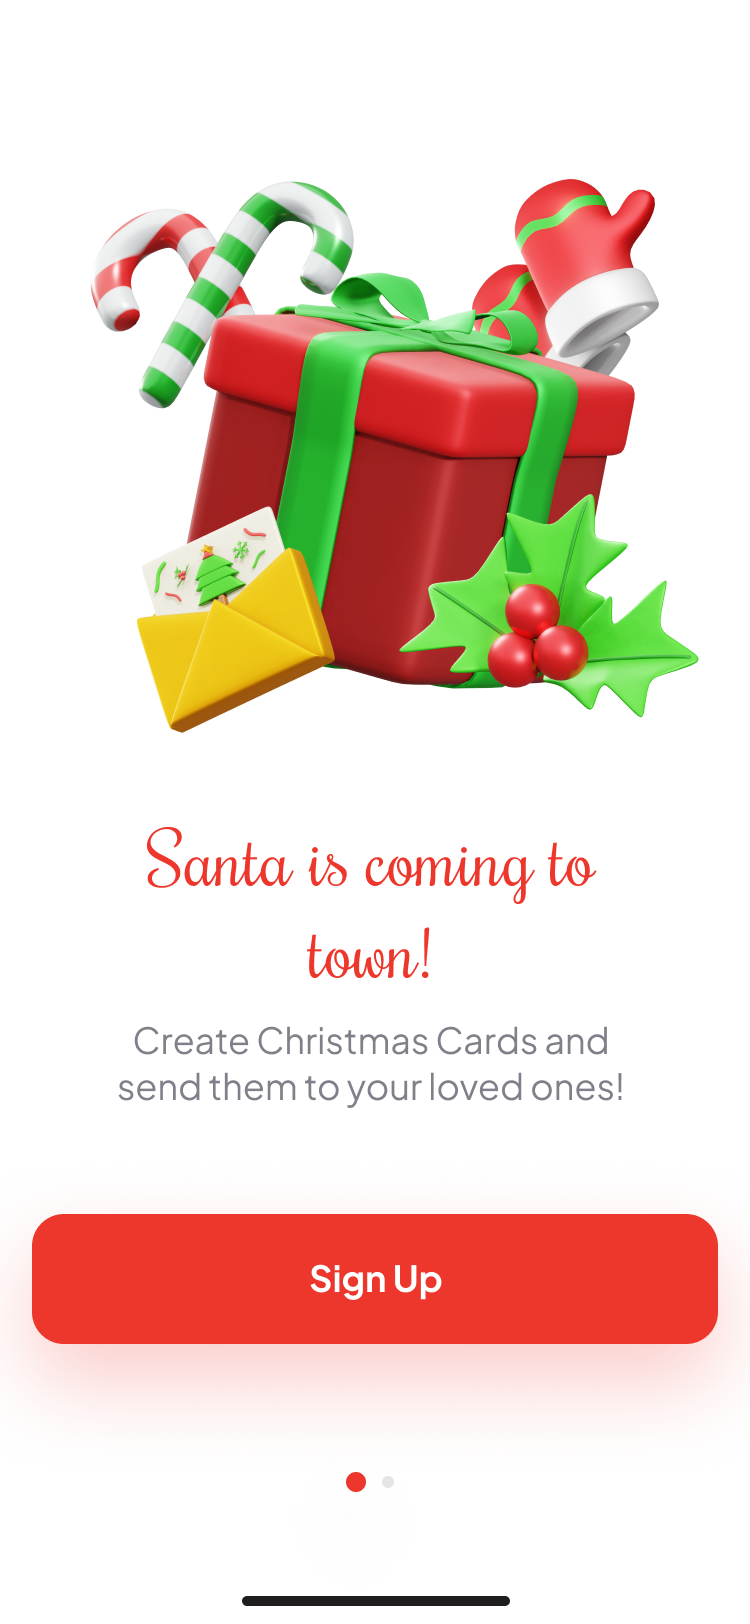 Santa is coming to
town!
Create Christmas Cards and
send them to your loved ones!
Sign Up